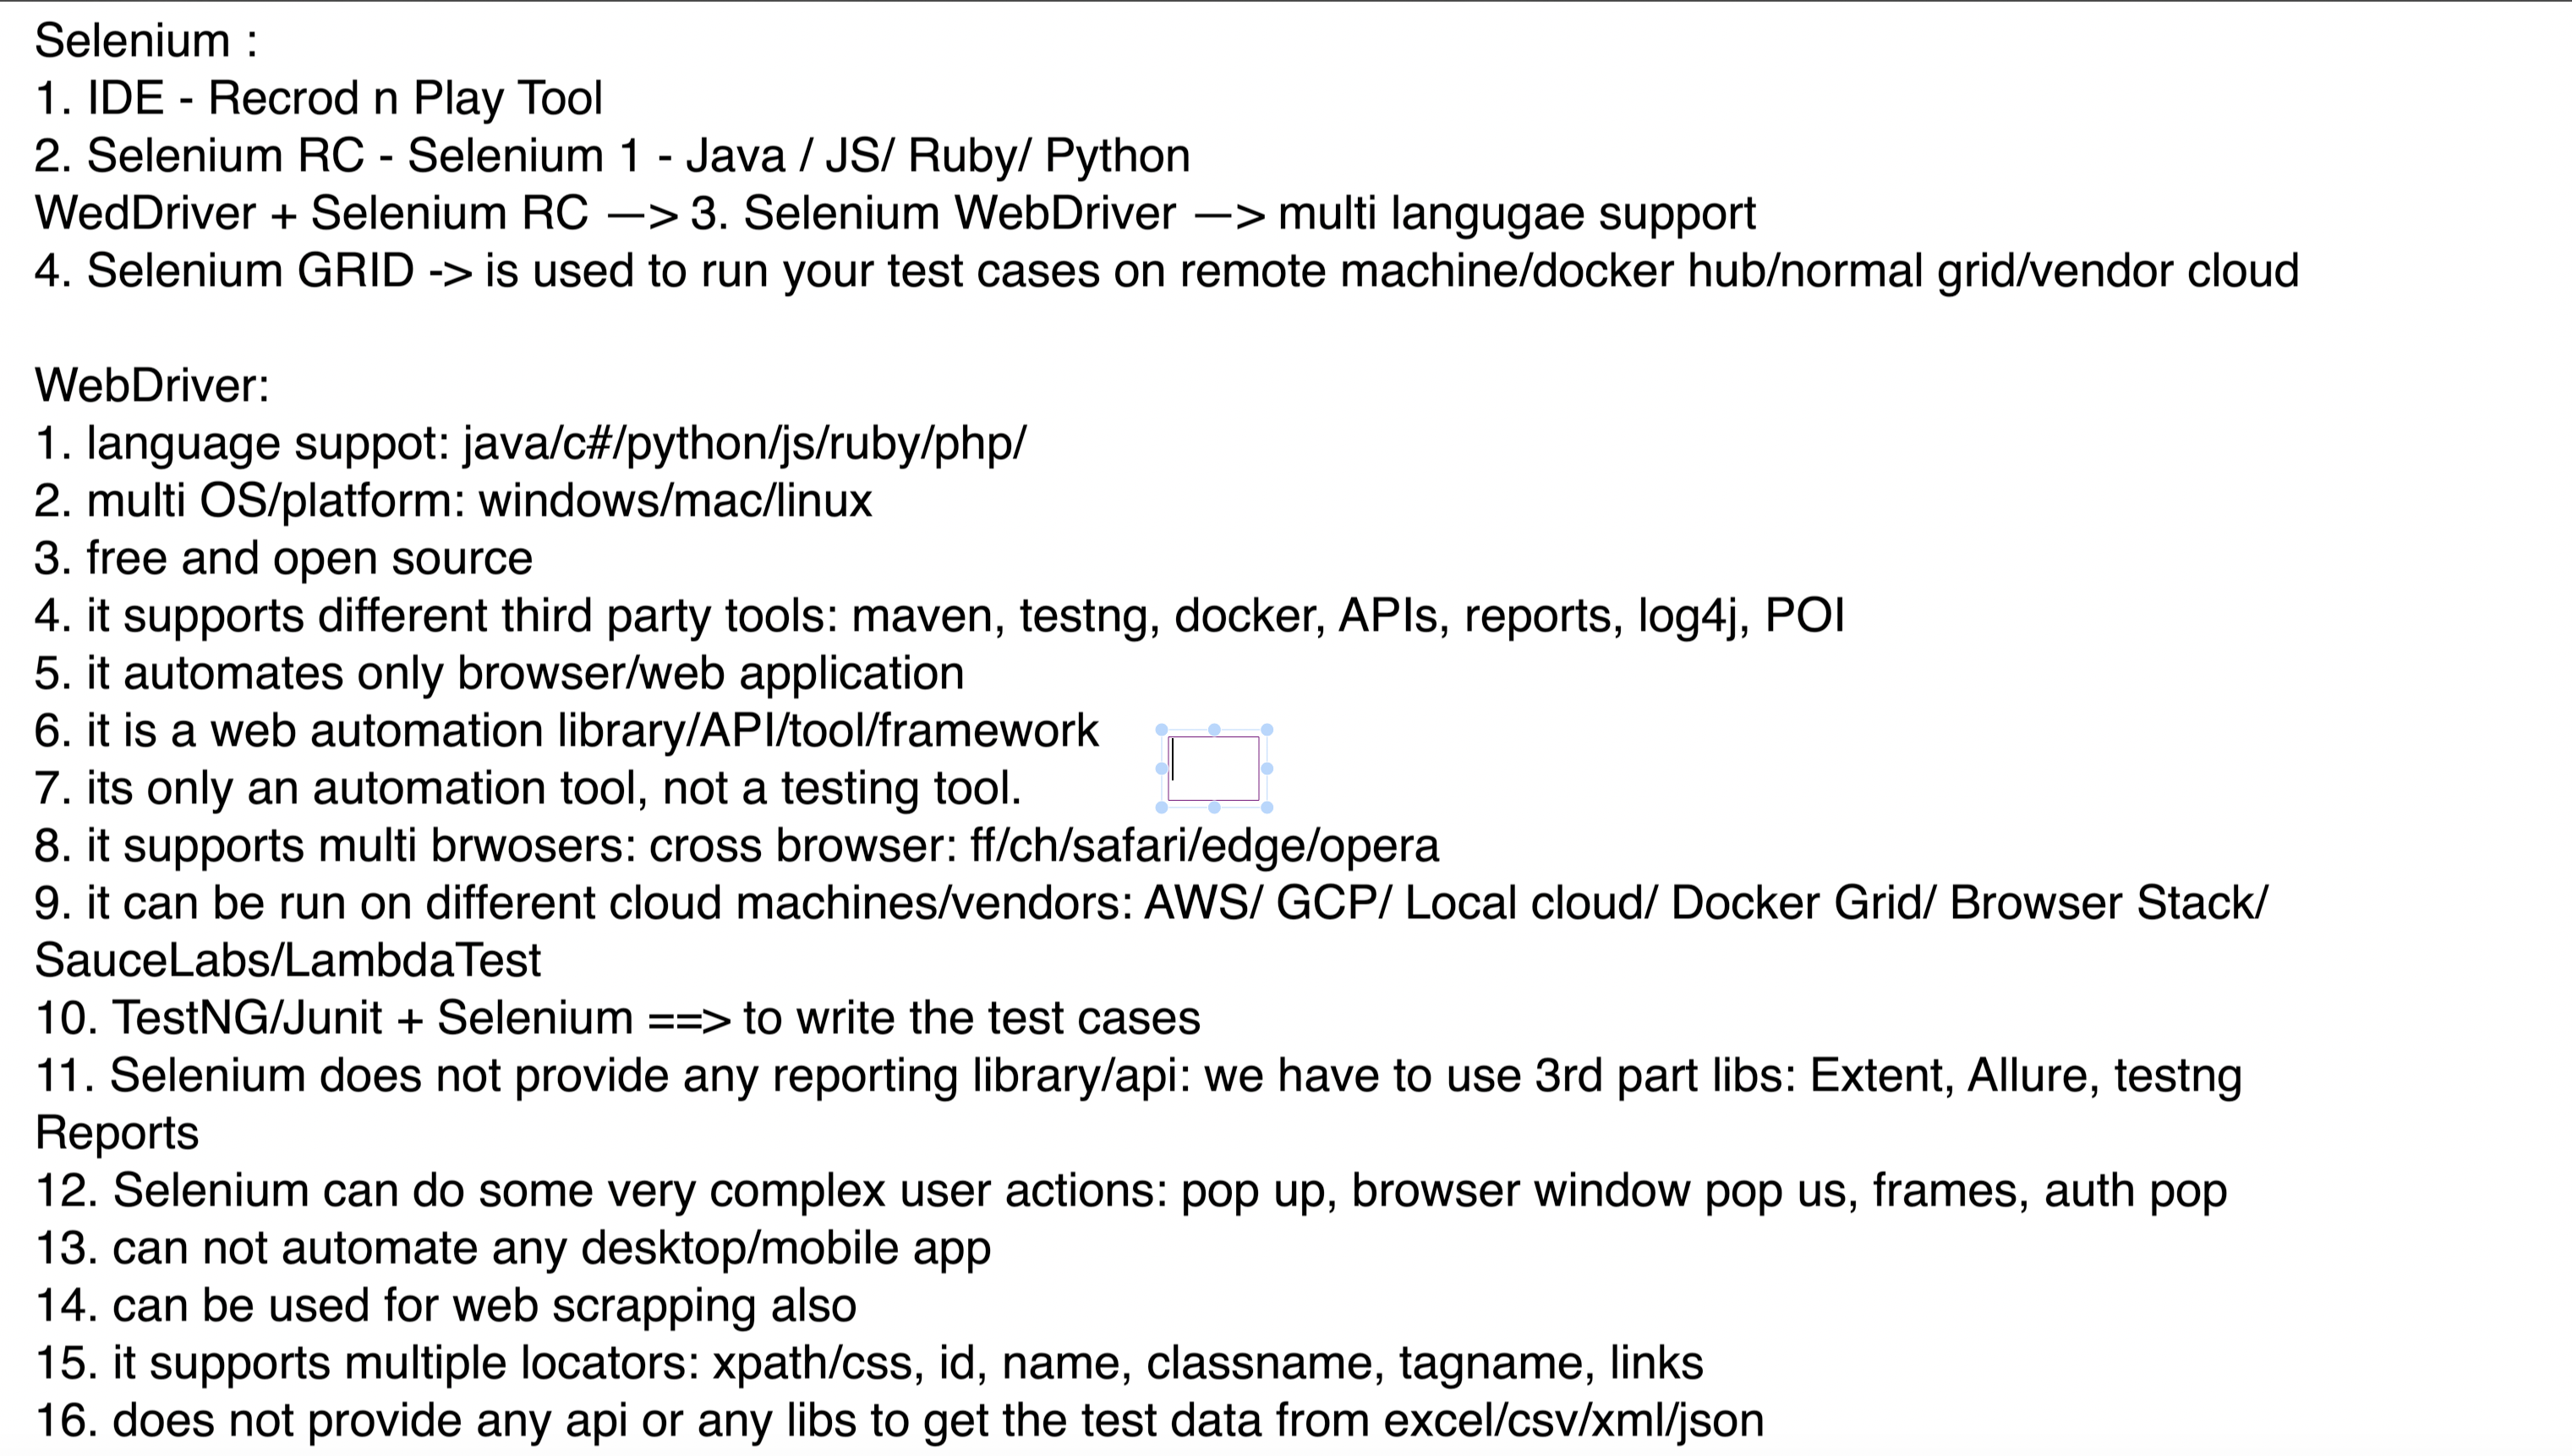 Selenium :
1. IDE - Recrod n Play Tool
2. Selenium RC - Selenium 1 - Java / JS/ Ruby/ Python
WedDriver + Selenium RC —> 3. Selenium WebDriver —> multi langugae support
4. Selenium GRID -> is used to run your test cases on remote machine/docker hub/normal grid/vendor cloud
WebDriver:
1. language suppot: java/c#/python/js/ruby/php/
2. multi OS/platform: windows/mac/linux
3. free and open source
4. it supports different third party tools: maven, testng, docker, APIs, reports, log4j, POI
5. it automates only browser/web application
6. it is a web automation library/API/tool/framework
7. its only an automation tool, not a testing tool.
8. it supports multi brwosers: cross browser: ff/ch/safari/edge/opera
9. it can be run on different cloud machines/vendors: AWS/ GCP/ Local cloud/ Docker Grid/ Browser Stack/
SauceLabs/LambdaTest
10. TestNG/Junit + Selenium ==> to write the test cases
11. Selenium does not provide any reporting library/api: we have to use 3rd part libs: Extent, Allure, testng
Reports
12. Selenium can do some very complex user actions: pop up, browser window pop us, frames, auth pop
13. can not automate any desktop/mobile app
14. can be used for web scrapping also
15. it supports multiple locators: xpath/css, id, name, classname, tagname, links
16. does not provide any api or any libs to get the test data from excel/csv/xml/json